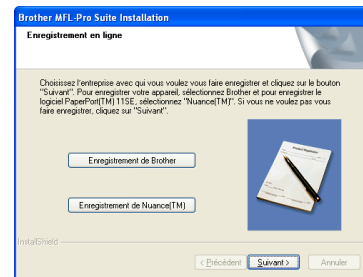 Brother MFL-Pro Suite Installation
Enregistrement en ligne
Choisissez l'entreprise avec qui vous voulez vous faire enregistrer et cliquez sur le bouton
"Suivant". Pour enregistrer votre appareil, sélectionnez Brother et pour enregistrer le
logiciel PaperPort(TM) 11SE, sélectionnez "Nuance(TM)". Si vous ne voulez pas vous
faire enregistrer, cliquez sur "Suivant".
Enregistrement de Brother
Product Registration
Enregistrement de Nuance(TM)
InstallShield
< Précédent
Suivant >
Annuler